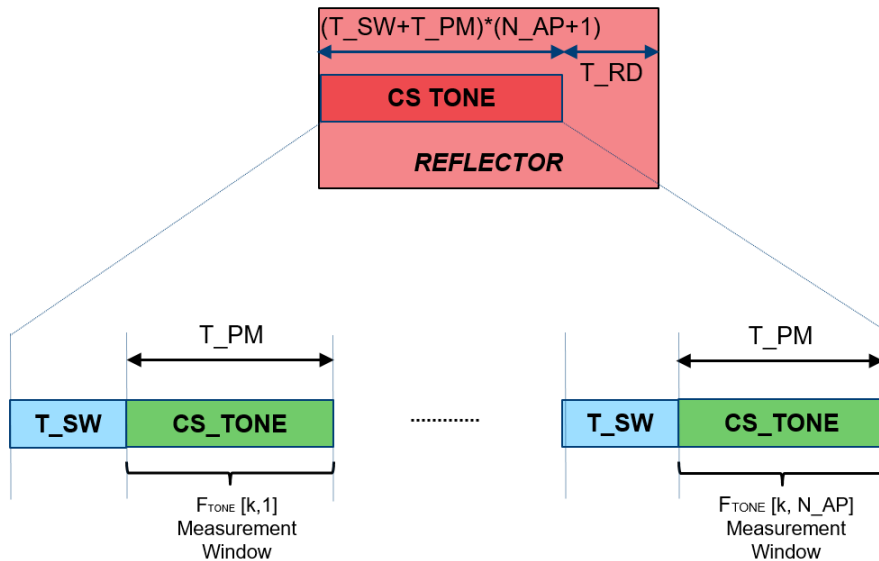 (T_SW+T_PM)*(N_AP+1)
T_RD
CS TONE
REFLECTOR
T_PM
T_PM
T_SW
CS_TONE
.............
T_SW
CS_TONE
FTONE [k,1]
Measurement
Window
FTONE [k, N_AP]
Measurement
Window